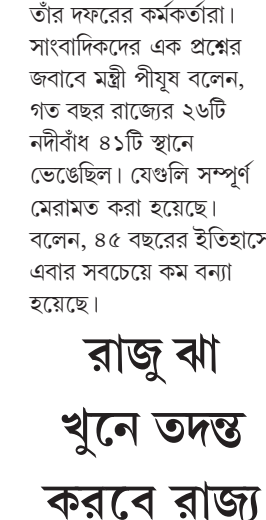 তাঁর দফরের কর্মকর্তারা।
সাংবাদিকদের এক প্রশ্নের
জবাবে মন্ত্রী পীযূষ বলেন,
গত বছর রাজ্যের ২৬টি
নদীবাঁধ ৪১টি স্থানে
ভেঙেছিল। যেগুলি সম্পূর্ণ
মেরামত করা হয়েছে।
বলেন, ৪৫ বছরের ইতিহাসে
এবার সবচেয়ে কম বন্যা
হয়েছে।
রাজু ঝা
খুনে তদন্ত
করবে রাজ্য